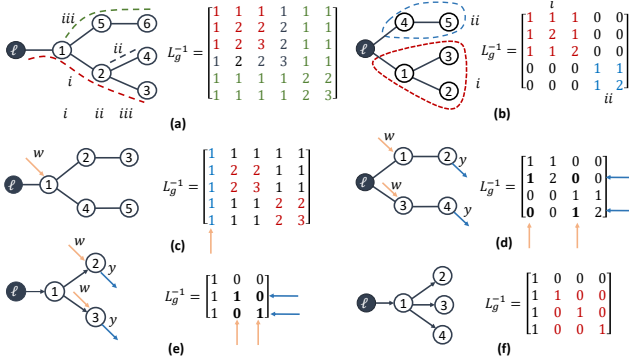 iii
5 6
ℓ 1 ii 4
2
i 3
i ii iii
L_g^{-1} =
1 1 1 1 1 1
1 2 2 2 1 1
1 2 3 2 1 1
1 2 2 3 1 1
1 1 1 1 2 2
1 1 1 1 2 3
(a)
4 5 ii
ℓ
3
1 i
2
i
L_g^{-1} =
1 1 1 0 0
1 2 1 0 0
1 1 2 0 0
0 0 0 1 1
0 0 0 1 2
ii
(b)
w
2 3
ℓ 1
4 5
L_g^{-1} =
1 1 1 1 1
1 2 2 1 1
1 2 3 1 1
1 1 1 2 2
1 1 1 2 3
(c)
w
1 2 y
ℓ w
3 4
y
L_g^{-1} =
1 1 0 0
1 2 0 0
0 0 1 1
0 0 1 2
(d)
w
2 y
ℓ 1 w
3 y
L_g^{-1} =
1 0 0
1 1 0
1 0 1
(e)
2
ℓ 1 3
4
L_g^{-1} =
1 0 0 0
1 1 0 0
1 0 1 0
1 0 0 1
(f)